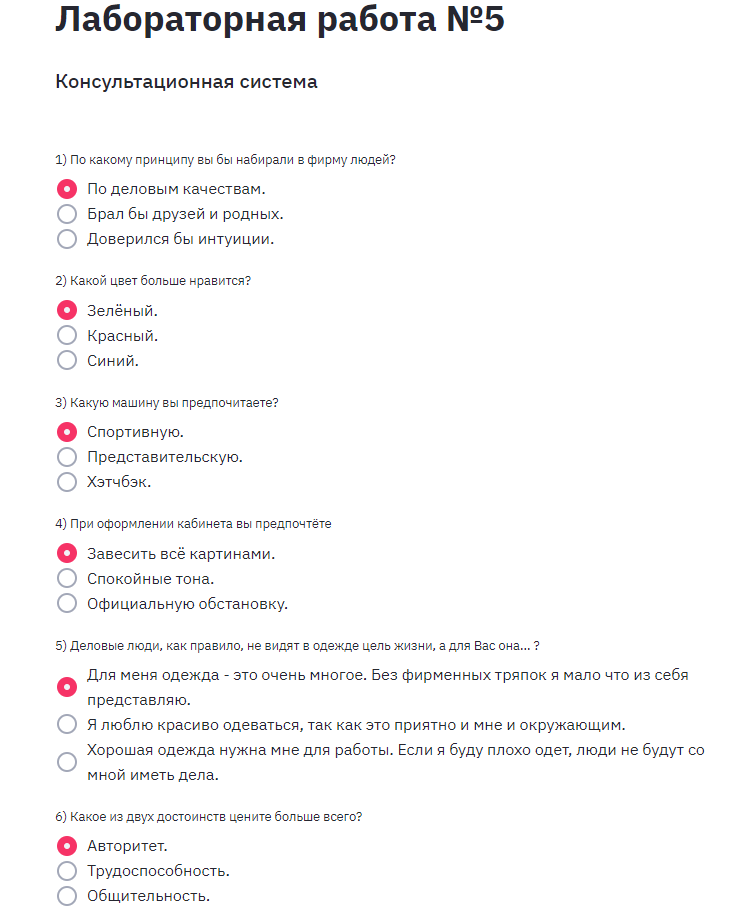 Лабораторная работа №5
Консультационная система
1) По какому принципу вы бы набирали в фирму людей?
По деловым качествам.
Брал бы друзей и родных.
Доверился бы интуиции.
2) Какой цвет больше нравится?
Зелёный.
Красный.
Синий.
3) Какую машину вы предпочитаете?
Спортивную.
Представительскую.
Хэтчбэк.
4) При оформлении кабинета вы предпочтёте
Завесить всё картинами.
Спокойные тона.
Официальную обстановку.
5) Деловые люди, как правило, не видят в одежде цель жизни, а для Вас она... ?
Для меня одежда - это очень многое. Без фирменных тряпок я мало что из себя
представляю.
Я люблю красиво одеваться, так как это приятно и мне и окружающим.
Хорошая одежда нужна мне для работы. Если я буду плохо одет, люди не будут со
мной иметь дела.
6) Какое из двух достоинств цените больше всего?
Авторитет.
Трудоспособность.
Общительность.